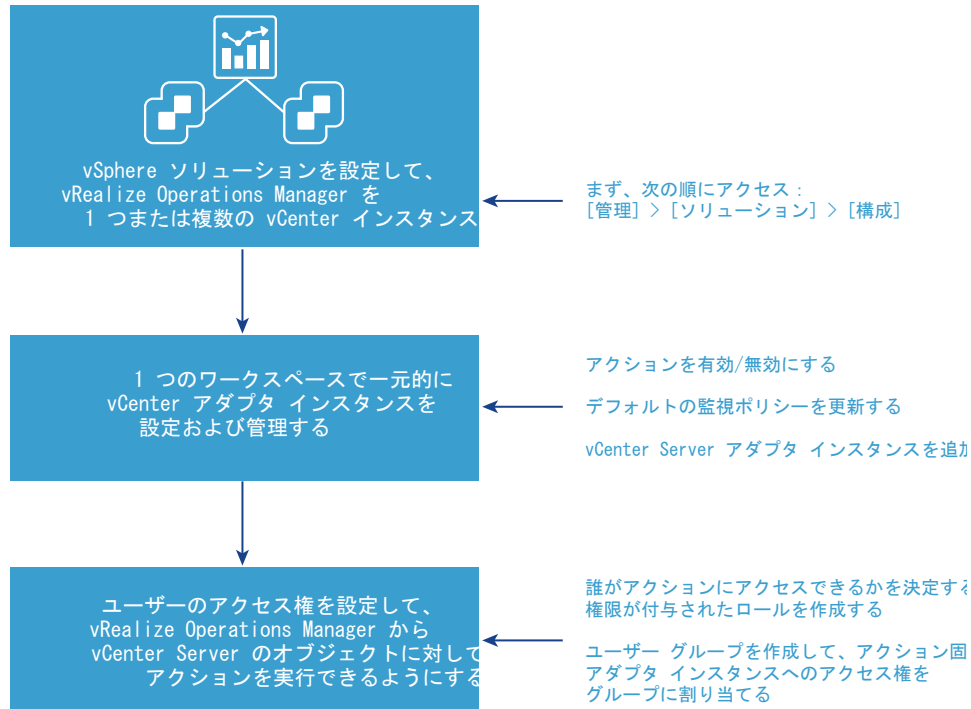 vSphere ソリューションを設定して、
vRealize Operations Manager を
1 つまたは複数の vCenter インスタンス
まず、次の順にアクセス：
[管理] > [ソリューション] > [構成]
1 つのワークスペースで一元的に
vCenter アダプタ インスタンスを
設定および管理する
アクションを有効/無効にする
デフォルトの監視ポリシーを更新する
vCenter Server アダプタ インスタンスを追加
ユーザーのアクセス権を設定して、
vRealize Operations Manager から
vCenter Server のオブジェクトに対して
アクションを実行できるようにする
誰がアクションにアクセスできるかを決定する
権限が付与されたロールを作成する
ユーザー グループを作成して、アクション固
アダプタ インスタンスへのアクセス権を
グループに割り当てる